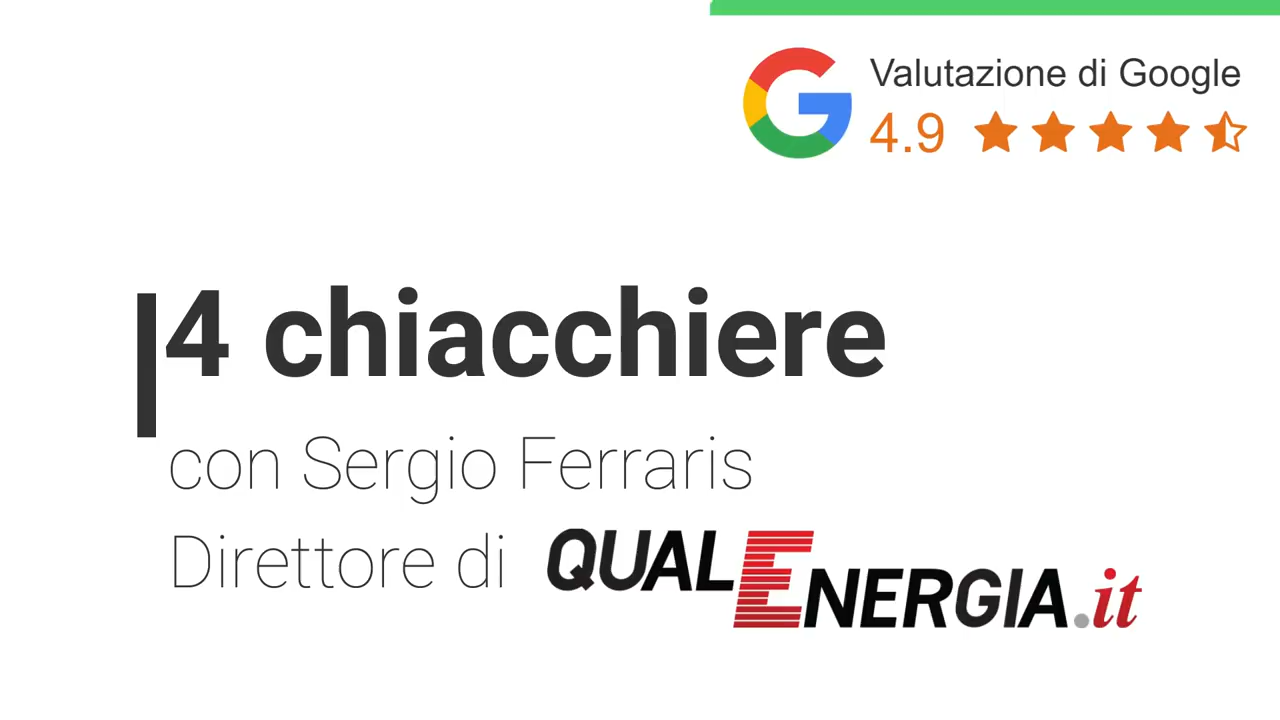 Valutazione di Google
4.9
4 chiacchiere
con Sergio Ferraris
Direttore di QUALENERGIA.it